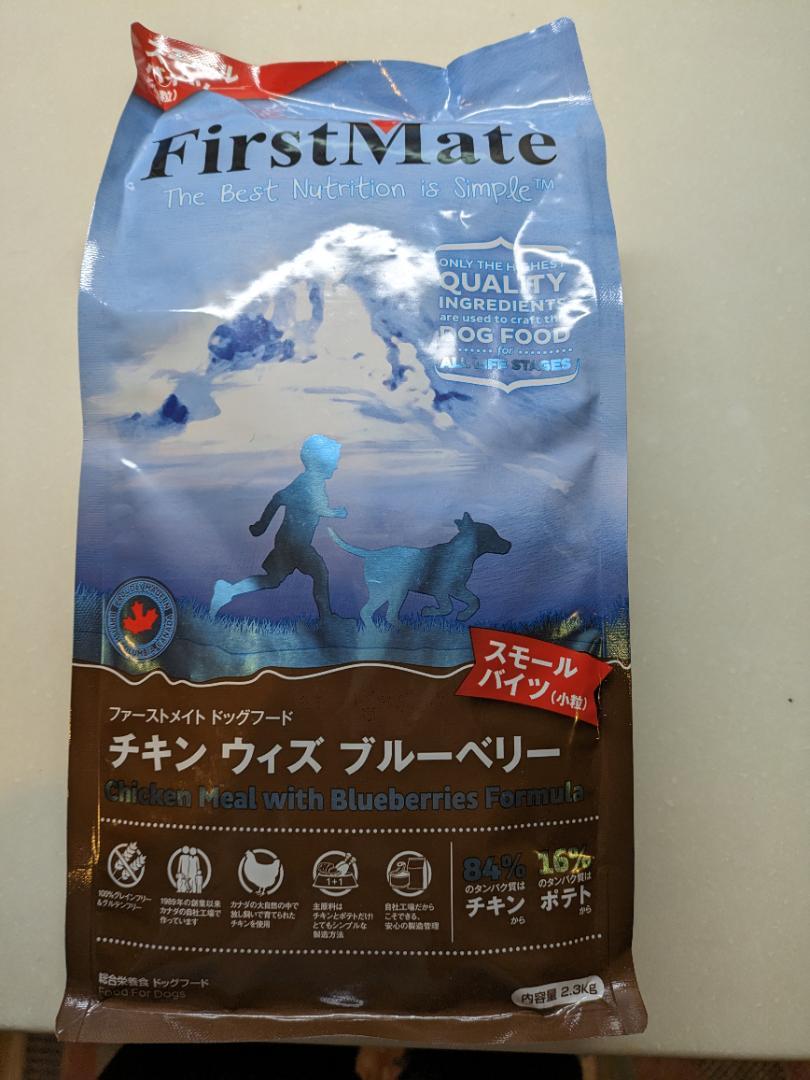 FirstMate
The Best Nutrition is Simple™
ONLY THE HIGHEST
QUALITY
INGREDIENTS
are used to craft the
DOG FOOD
for
ALL LIFE STAGES
スモール
バイツ(小粒)
ファーストメイト ドッグフード
チキン ウィズ ブルーベリー
Chicken Meal with Blueberries Formula
100%グレインフリー
&グルテンフリー
1989年の創業以来
カナダの自社工場で
作っています
カナダの大自然の中で
放し飼いで育てられた
チキンを使用
1+1
主原料は
チキンとポテトだけ!
とてもシンプルな
製造方法
自社工場だから
こそできる、
安心の製造管理
84%
のタンパク質は
チキン
から
16%
のタンパク質は
ポテト
から
総合栄養食 ドッグフード
Food For Dogs
内容量 2.3kg